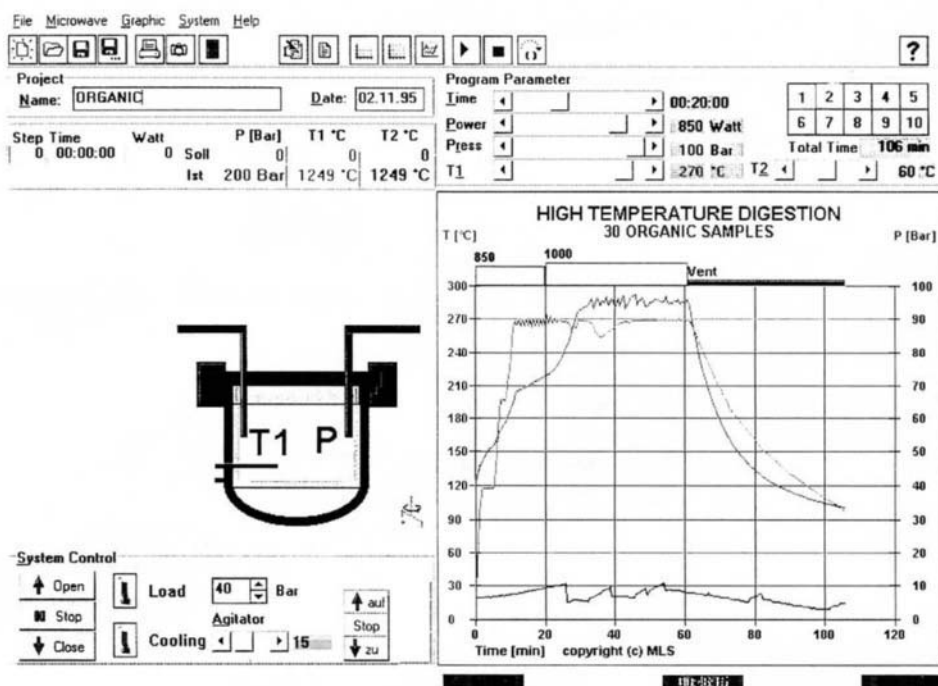 File Microwave Graphic System Help
?
Project
Name: ORGANIC Date: 02.11.95
Step Time Watt P [Bar] T1 °C T2 °C
0 00:00:00 0 Soll 0 0 0
Ist 200 Bar 1249 °C 1249 °C
Program Parameter
Time 00:20:00
Power 850 Watt
Press 100 Bar
T1 270 °C T2 60 °C
1 2 3 4 5
6 7 8 9 10
Total Time 106 min
T1 P
System Control
Open
Stop
Close
Load 40 Bar
Agitator
Cooling 15
auf
Stop
zu
HIGH TEMPERATURE DIGESTION
30 ORGANIC SAMPLES
T [°C] P [Bar]
850 1000 Vent
300 100
270 90
240 80
210 70
180 60
150 50
120 40
90 30
60 20
30 10
0 0
0 20 40 60 80 100 120
Time [min] copyright (c) MLS